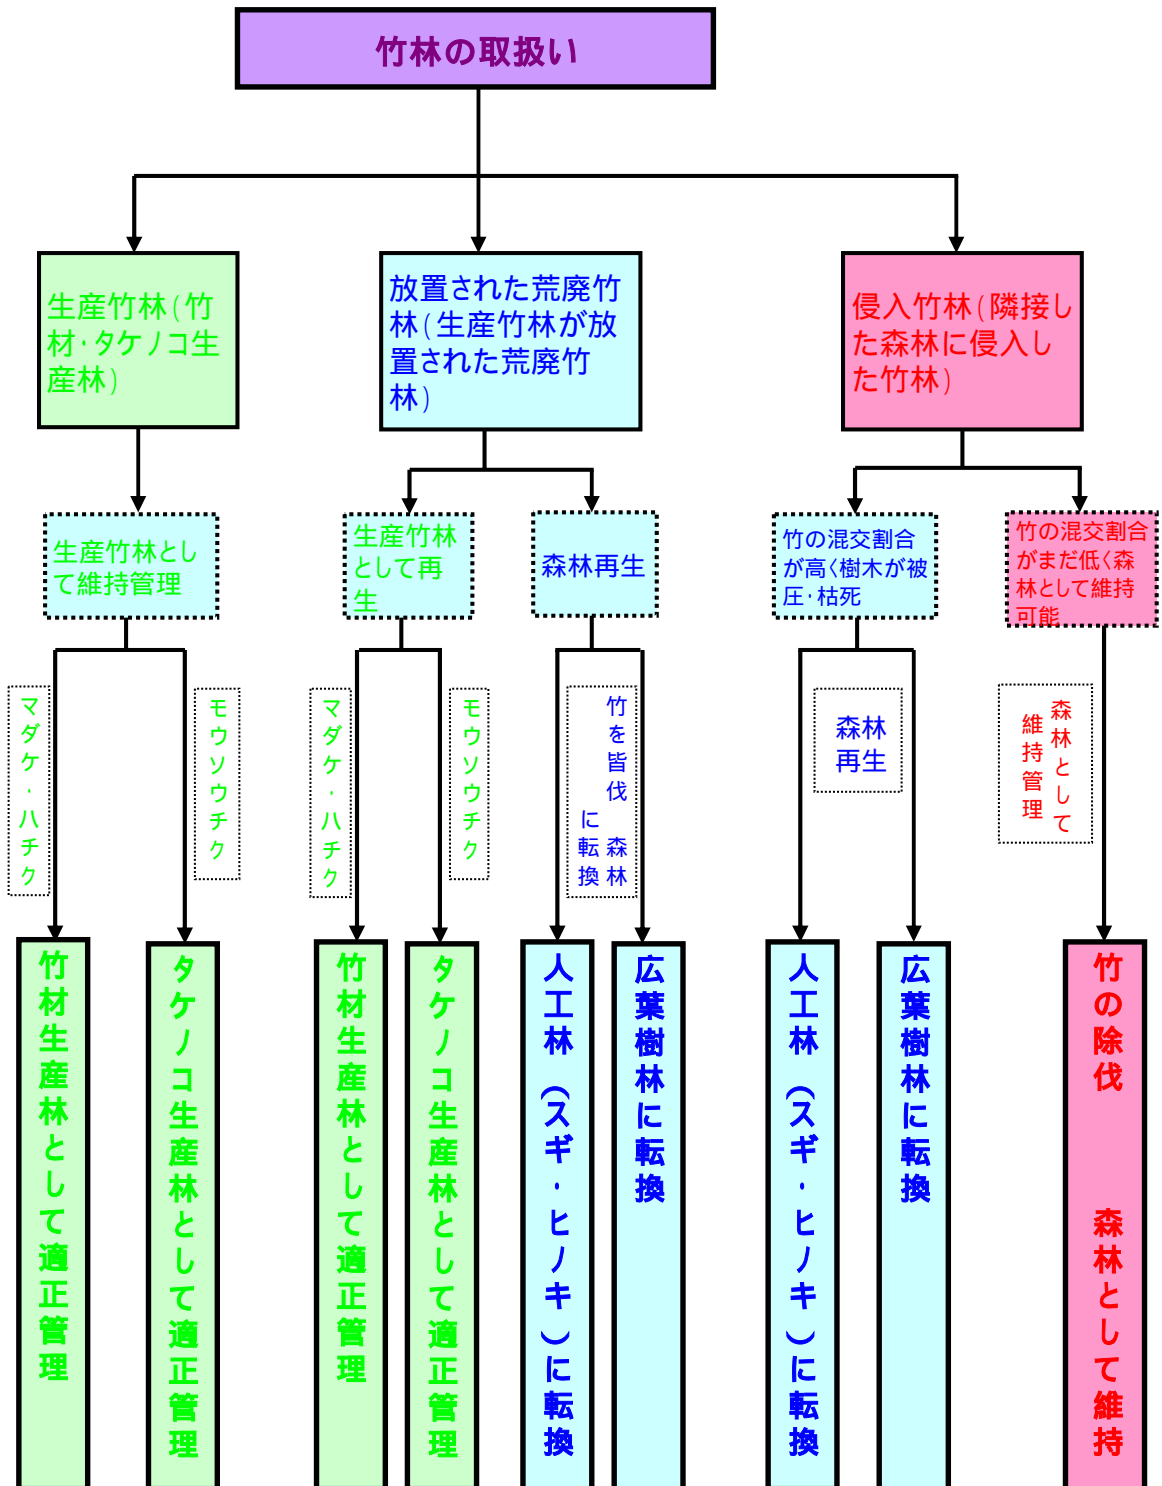 竹林の取扱い
生産竹林(竹
材・タケノコ生
産林)
放置された荒廃竹
林(生産竹林が放
置された荒廃竹
林)
侵入竹林(隣接し
た森林に侵入し
た竹林)
生産竹林とし
て維持管理
生産竹林
として再
生
森林再生
竹の混交割合
が高く樹木が被
圧・枯死
竹の混交割合
がまだ低く森
林として維持
可能
マダケ・ハチク
モウソウチク
マダケ・ハチク
モウソウチク
竹を皆伐 森林
に転換
森林
再生
森林として
維持管理
竹材生産林として適正管理
タケノコ生産林として適正管理
竹材生産林として適正管理
タケノコ生産林として適正管理
人工林(スギ・ヒノキ)に転換
広葉樹林に転換
人工林(スギ・ヒノキ)に転換
広葉樹林に転換
竹の除伐 森林として維持